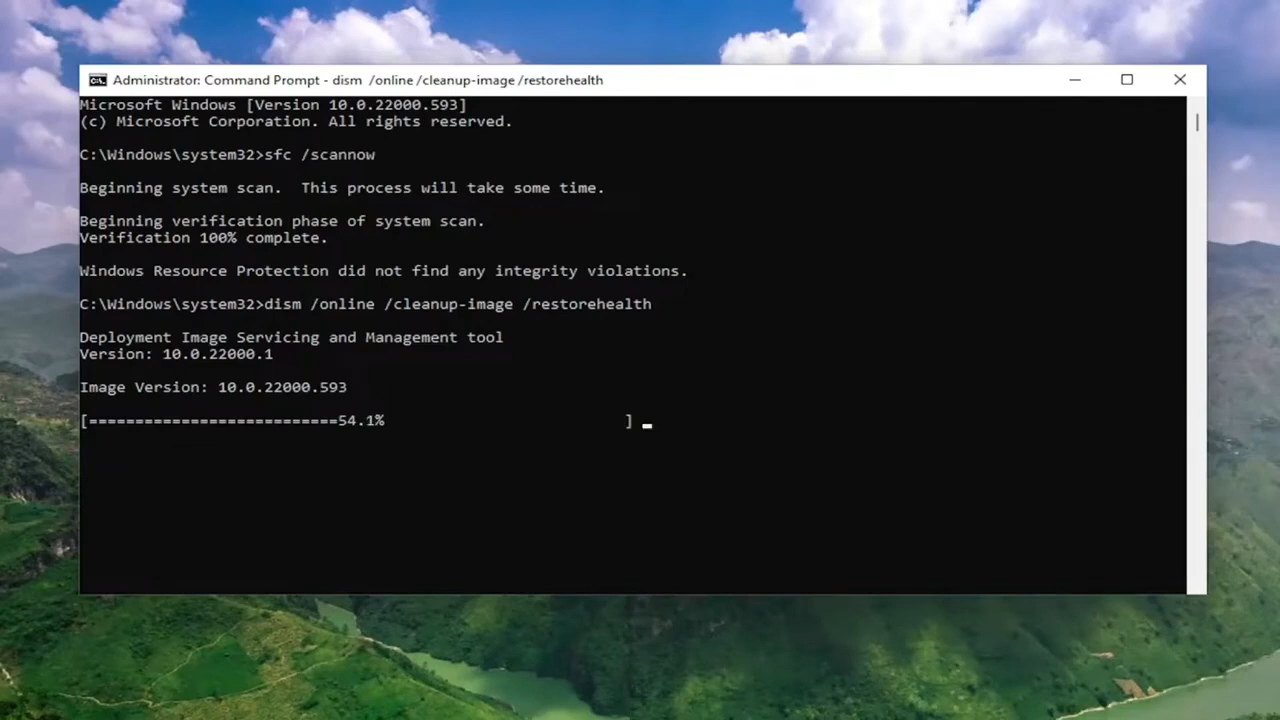 Administrator: Command Prompt - dism  /online /cleanup-image /restorehealth
Microsoft Windows [Version 10.0.22000.593]
(c) Microsoft Corporation. All rights reserved.
C:\Windows\system32>sfc /scannow
Beginning system scan.  This process will take some time.
Beginning verification phase of system scan.
Verification 100% complete.
Windows Resource Protection did not find any integrity violations.
C:\Windows\system32>dism /online /cleanup-image /restorehealth
Deployment Image Servicing and Management tool
Version: 10.0.22000.1
Image Version: 10.0.22000.593
[===========================54.1%                          ]